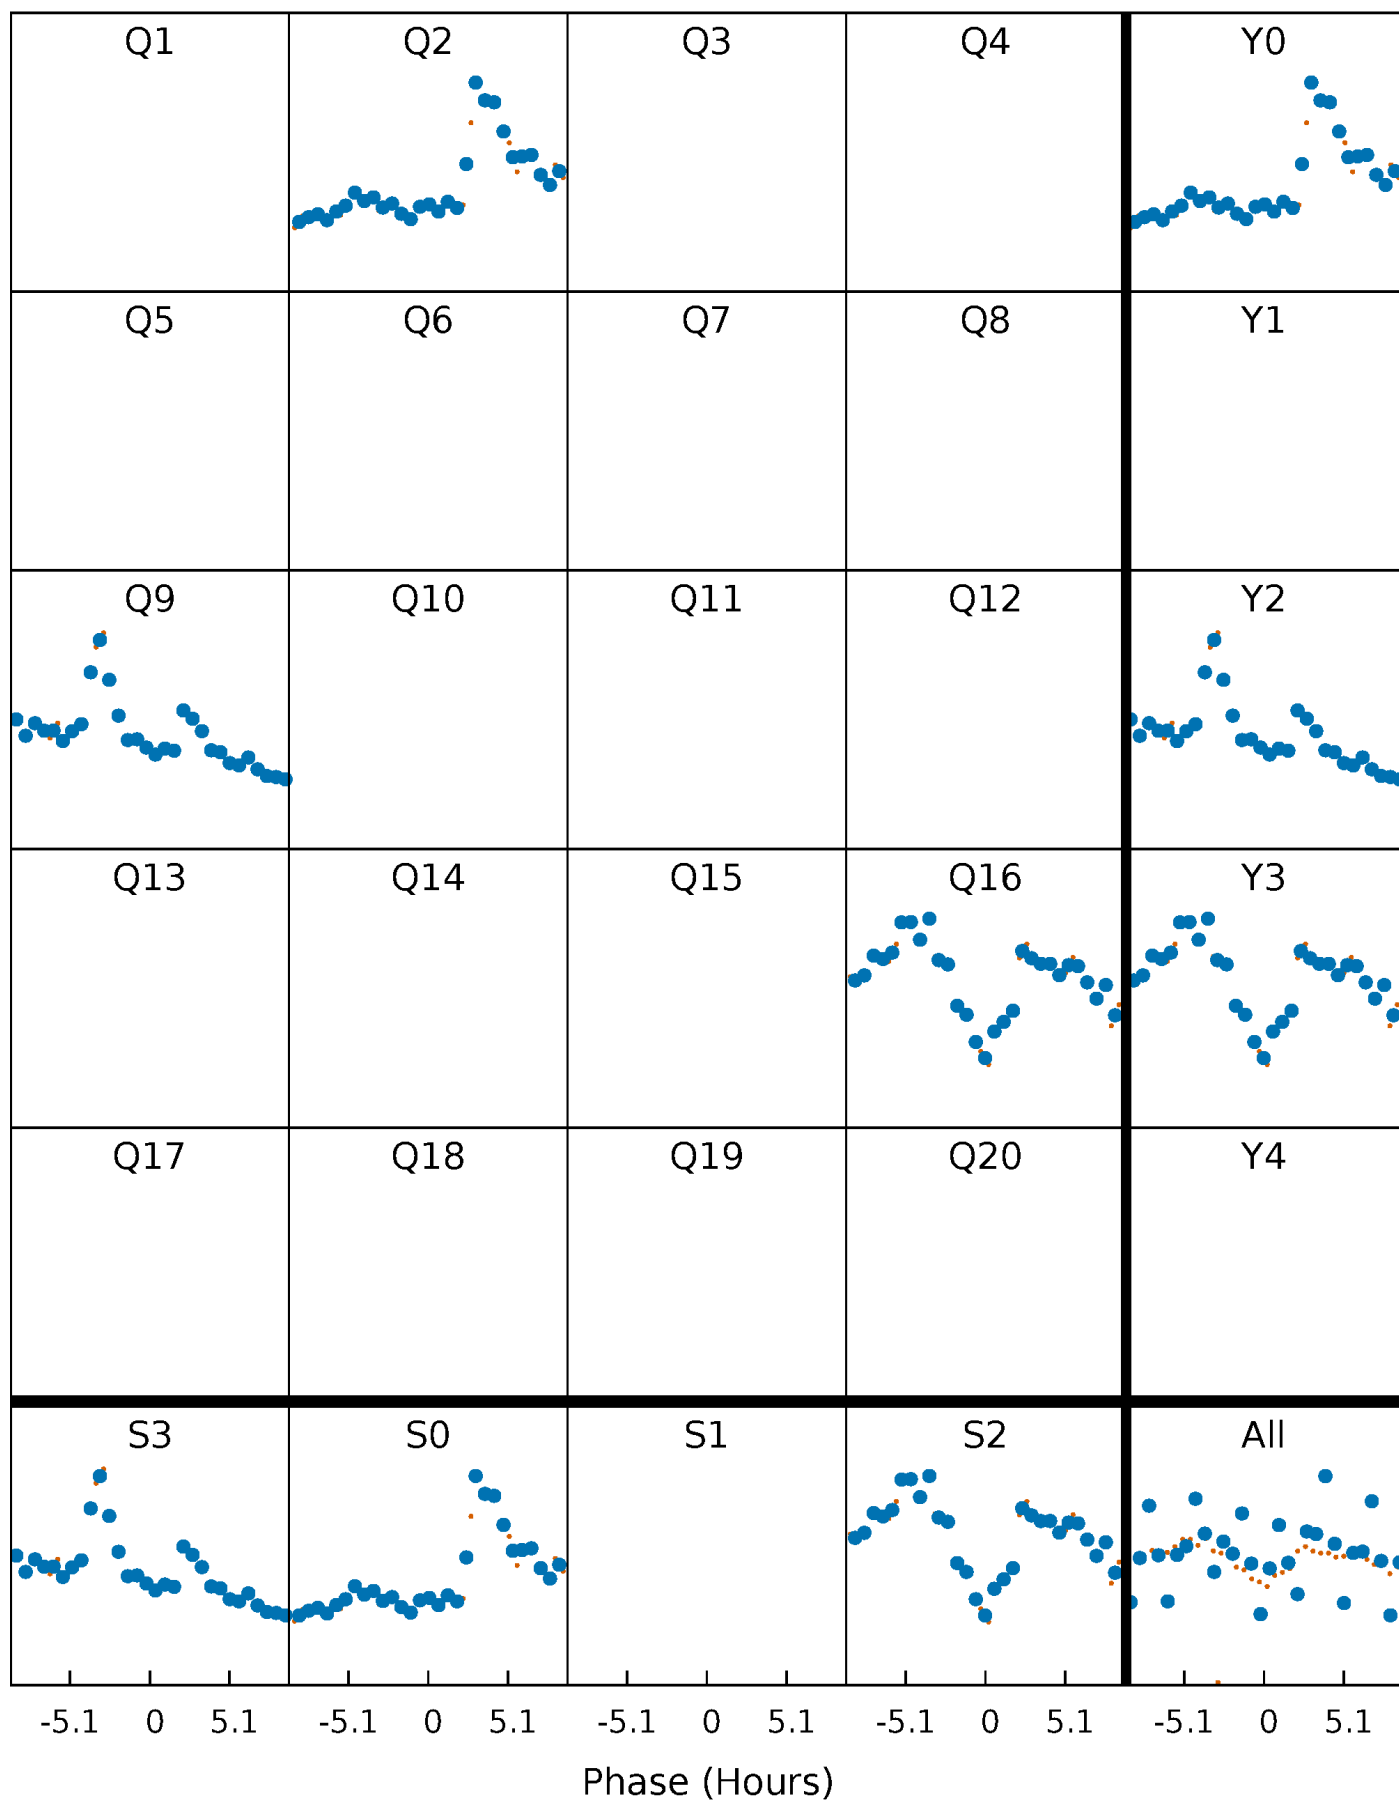 Q1 Q2 Q3 Q4 Y0
Q5 Q6 Q7 Q8 Y1
Q9 Q10 Q11 Q12 Y2
Q13 Q14 Q15 Q16 Y3
Q17 Q18 Q19 Q20 Y4
S3 S0 S1 S2 All
-5.1 0 5.1 -5.1 0 5.1 -5.1 0 5.1 -5.1 0 5.1 -5.1 0 5.1
Phase (Hours)